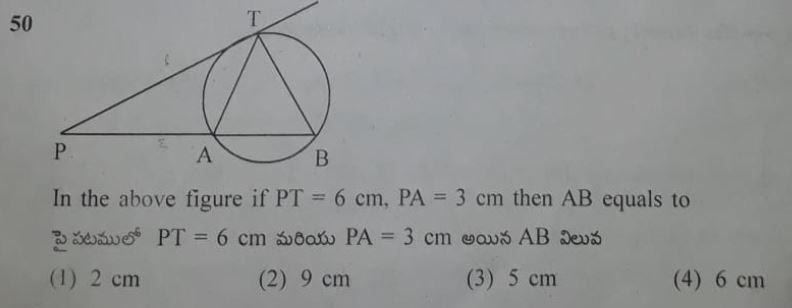 50
T
P
A
B
In the above figure if PT = 6 cm, PA = 3 cm then AB equals to
పై పటములో PT = 6 cm మరియు PA = 3 cm అయిన AB విలువ
(1) 2 cm (2) 9 cm (3) 5 cm (4) 6 cm